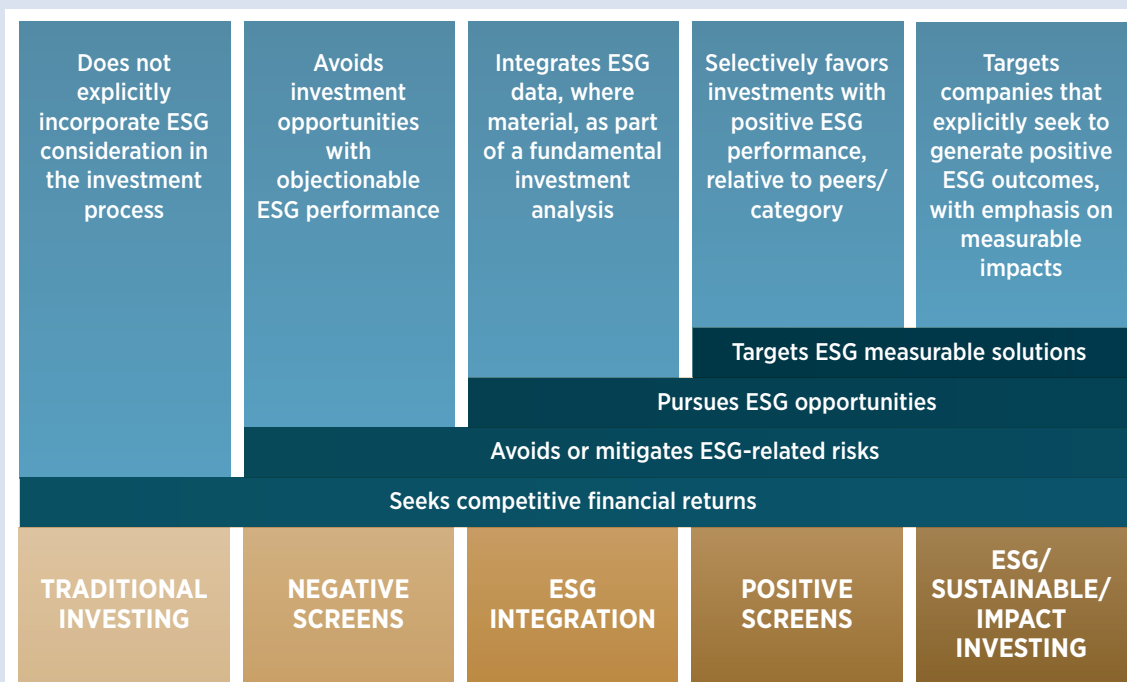 Does not
explicitly
incorporate ESG
consideration in
the investment
process
Avoids
investment
opportunities
with
objectionable
ESG performance
Integrates ESG
data, where
material, as part
of a fundamental
investment
analysis
Selectively favors
investments with
positive ESG
performance,
relative to peers/
category
Targets
companies that
explicitly seek to
generate positive
ESG outcomes,
with emphasis on
measurable
impacts
Targets ESG measurable solutions
Pursues ESG opportunities
Avoids or mitigates ESG-related risks
Seeks competitive financial returns
TRADITIONAL
INVESTING
NEGATIVE
SCREENS
ESG
INTEGRATION
POSITIVE
SCREENS
ESG/
SUSTAINABLE/
IMPACT
INVESTING